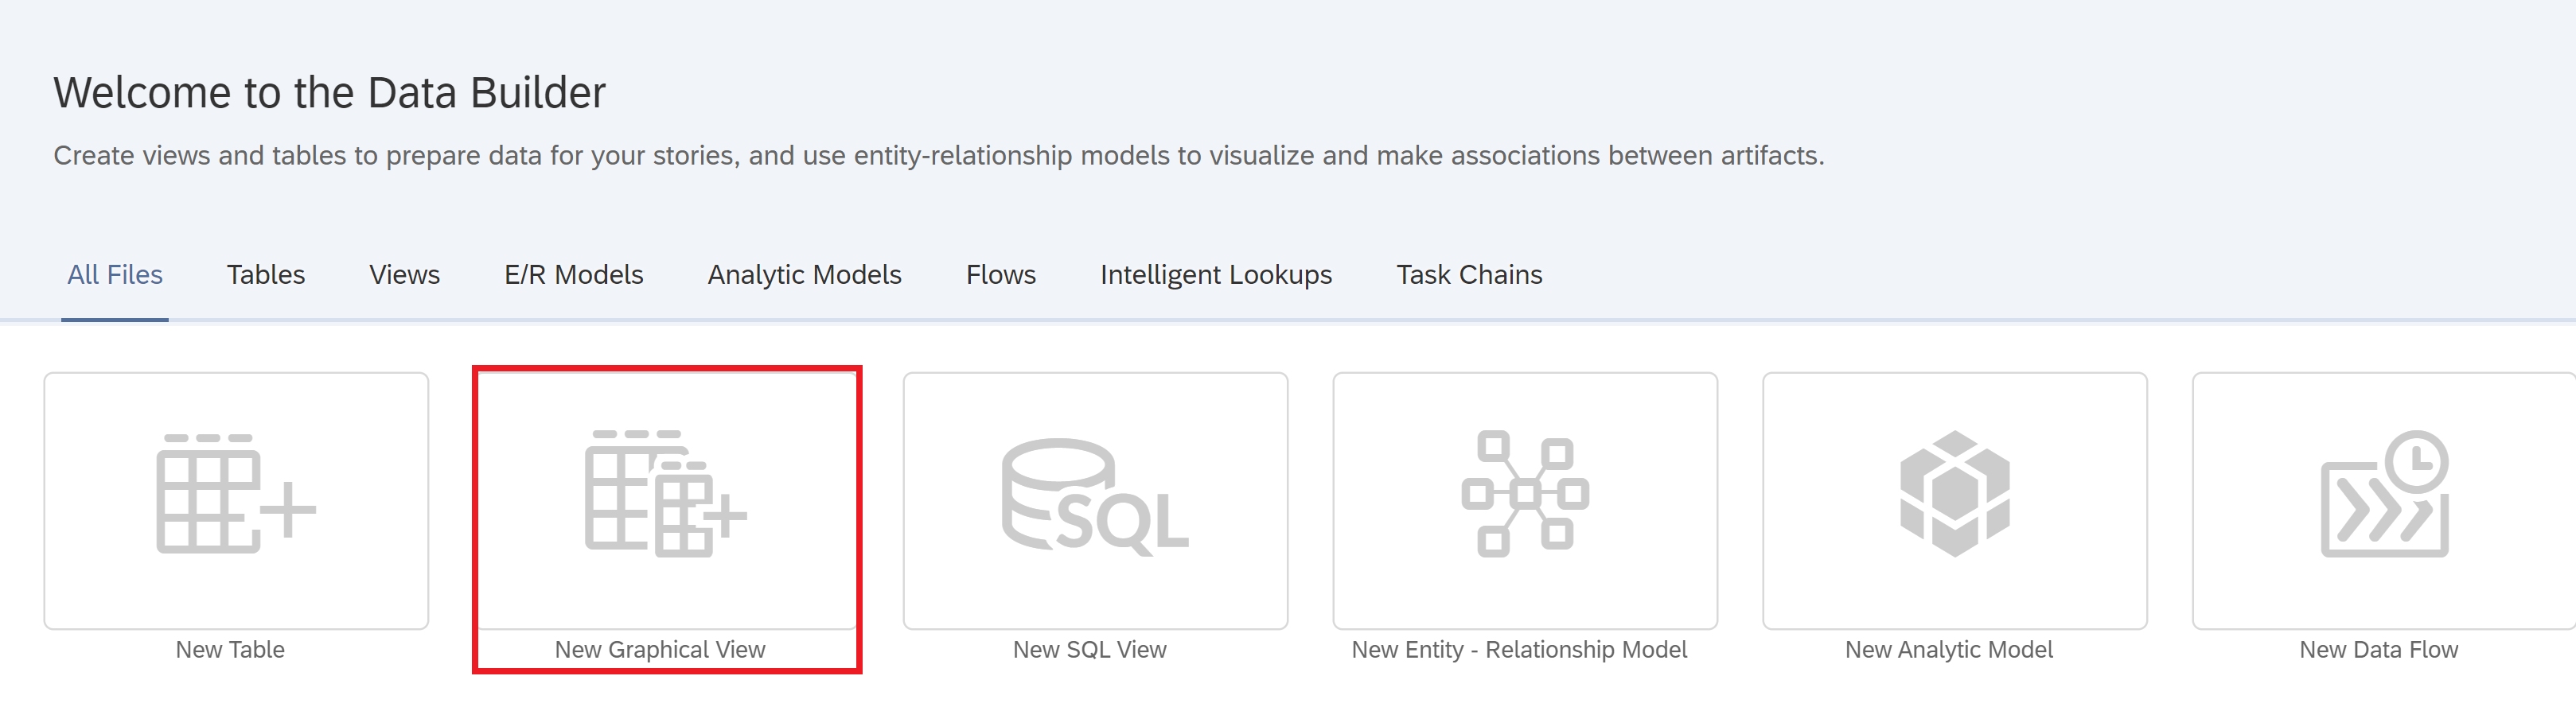 Welcome to the Data Builder
Create views and tables to prepare data for your stories, and use entity-relationship models to visualize and make associations between artifacts.
All Files Tables Views E/R Models Analytic Models Flows Intelligent Lookups Task Chains
SQL
New Table New Graphical View New SQL View New Entity - Relationship Model New Analytic Model New Data Flow